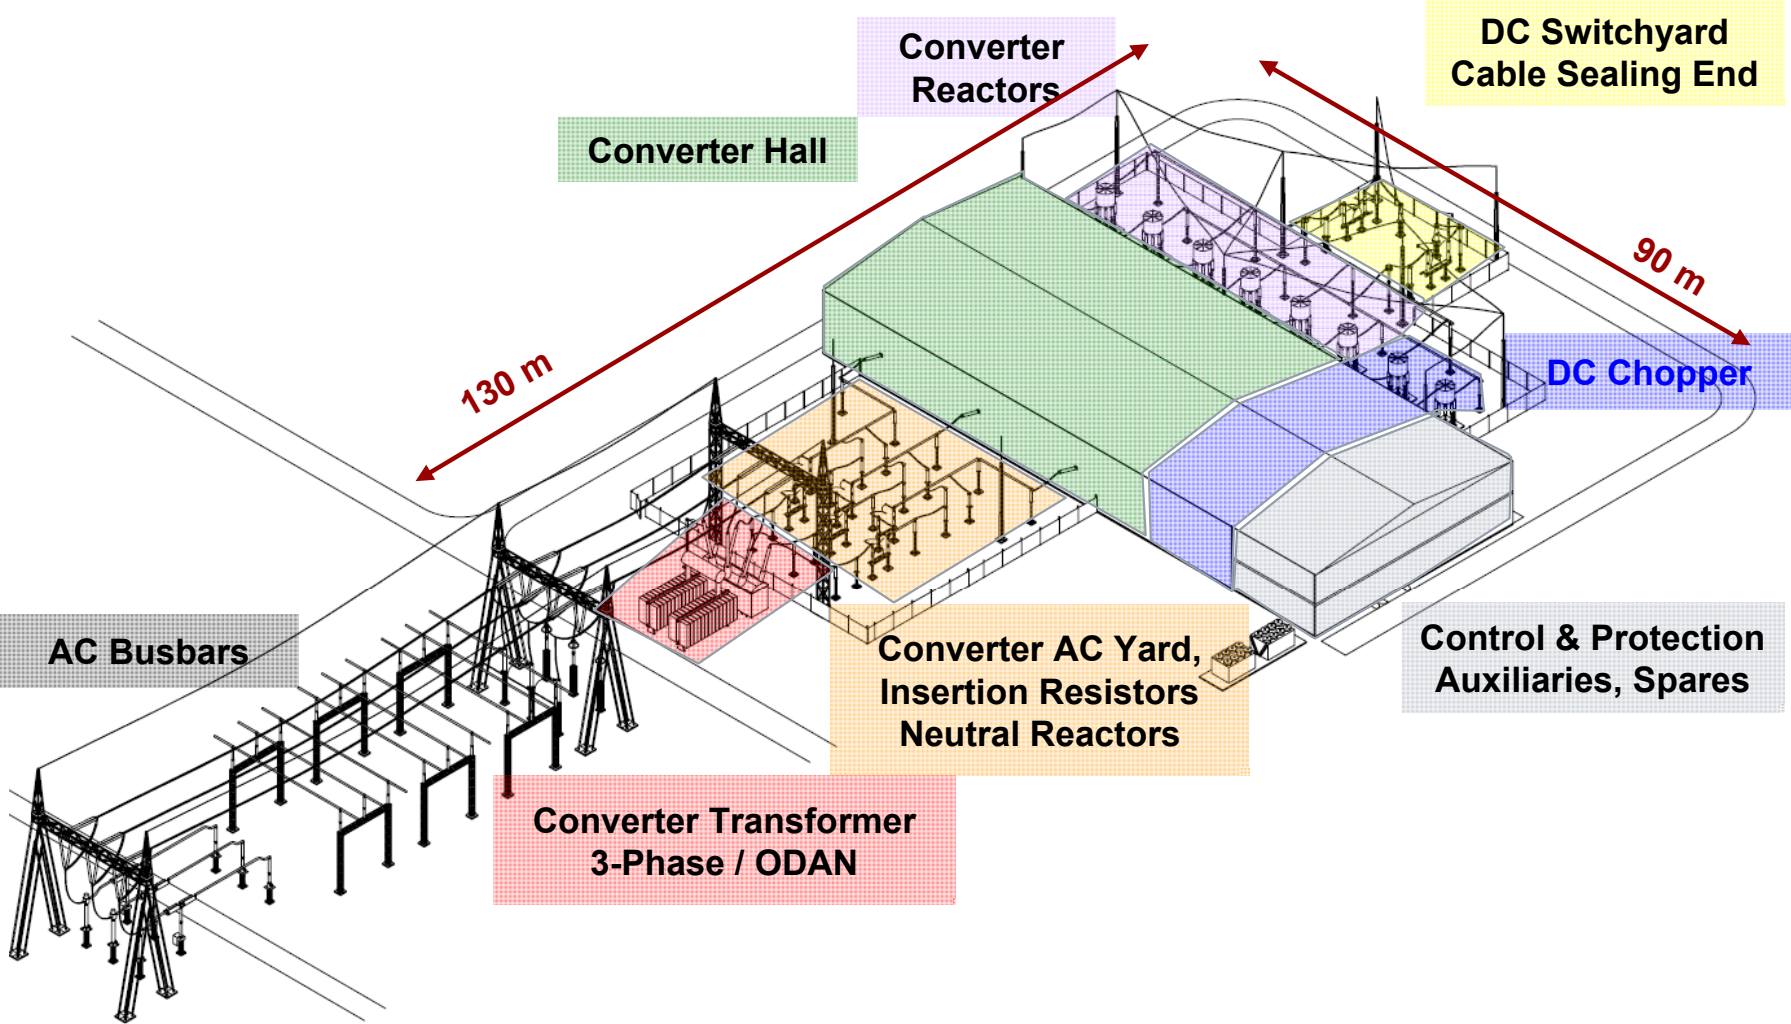 Converter
Reactors
DC Switchyard
Cable Sealing End
Converter Hall
90 m
130 m
DC Chopper
AC Busbars
Converter AC Yard,
Insertion Resistors
Neutral Reactors
Control & Protection
Auxiliaries, Spares
Converter Transformer
3-Phase / ODAN